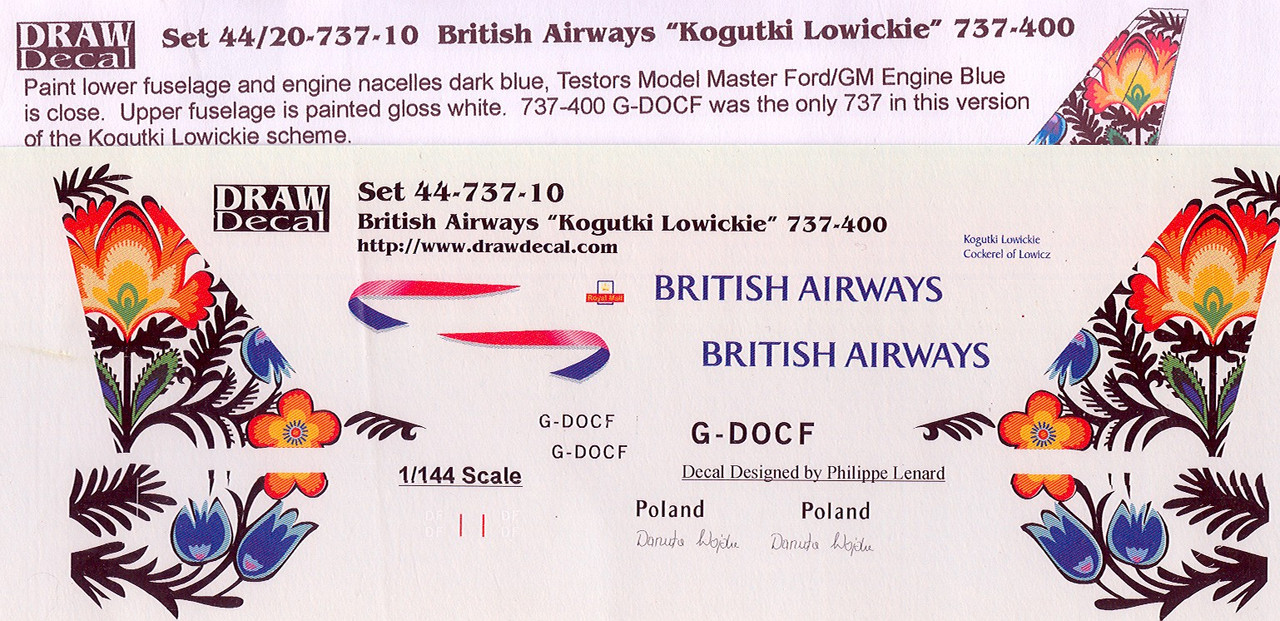 DRAW
Decal
Set 44/20-737-10 British Airways "Kogutki Lowickie" 737-400
Paint lower fuselage and engine nacelles dark blue, Testors Model Master Ford/GM Engine Blue
is close. Upper fuselage is painted gloss white. 737-400 G-DOCF was the only 737 in this version
of the Kogutki Lowickie scheme.
DRAW
Decal
Set 44-737-10
British Airways "Kogutki Lowickie" 737-400
http://www.drawdecal.com
Kogutki Lowickie
Cockerel of Lowicz
Royal Mail
BRITISH AIRWAYS
BRITISH AIRWAYS
G-DOCF
G-DOCF
G-DOCF
1/144 Scale
Decal Designed by Philippe Lenard
Poland
Poland
Danuta
Danuta